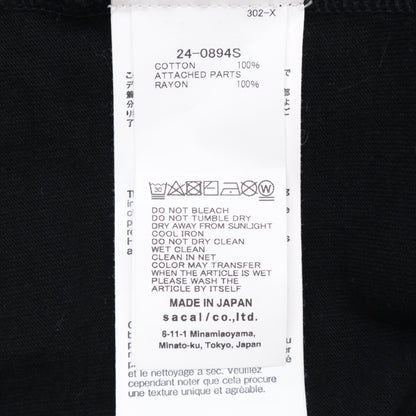 302-X
24-0894S
COTTON 100%
ATTACHED PARTS
RAYON 100%
30
DO NOT BLEACH
DO NOT TUMBLE DRY
DRY AWAY FROM SUNLIGHT
COOL IRON
DO NOT DRY CLEAN
WET CLEAN
CLEAN IN NET
COLOR MAY TRANSFER
WHEN THE ARTICLE IS WET
PLEASE WASH THE
ARTICLE BY ITSELF
MADE IN JAPAN
sacai/co.,ltd.
6-11-1 Minamiaoyama,
Minato-ku, Tokyo, Japan
et le nettoyage à sec. Veuillez
cependant noter que cela procure
une texture unique et agréable.